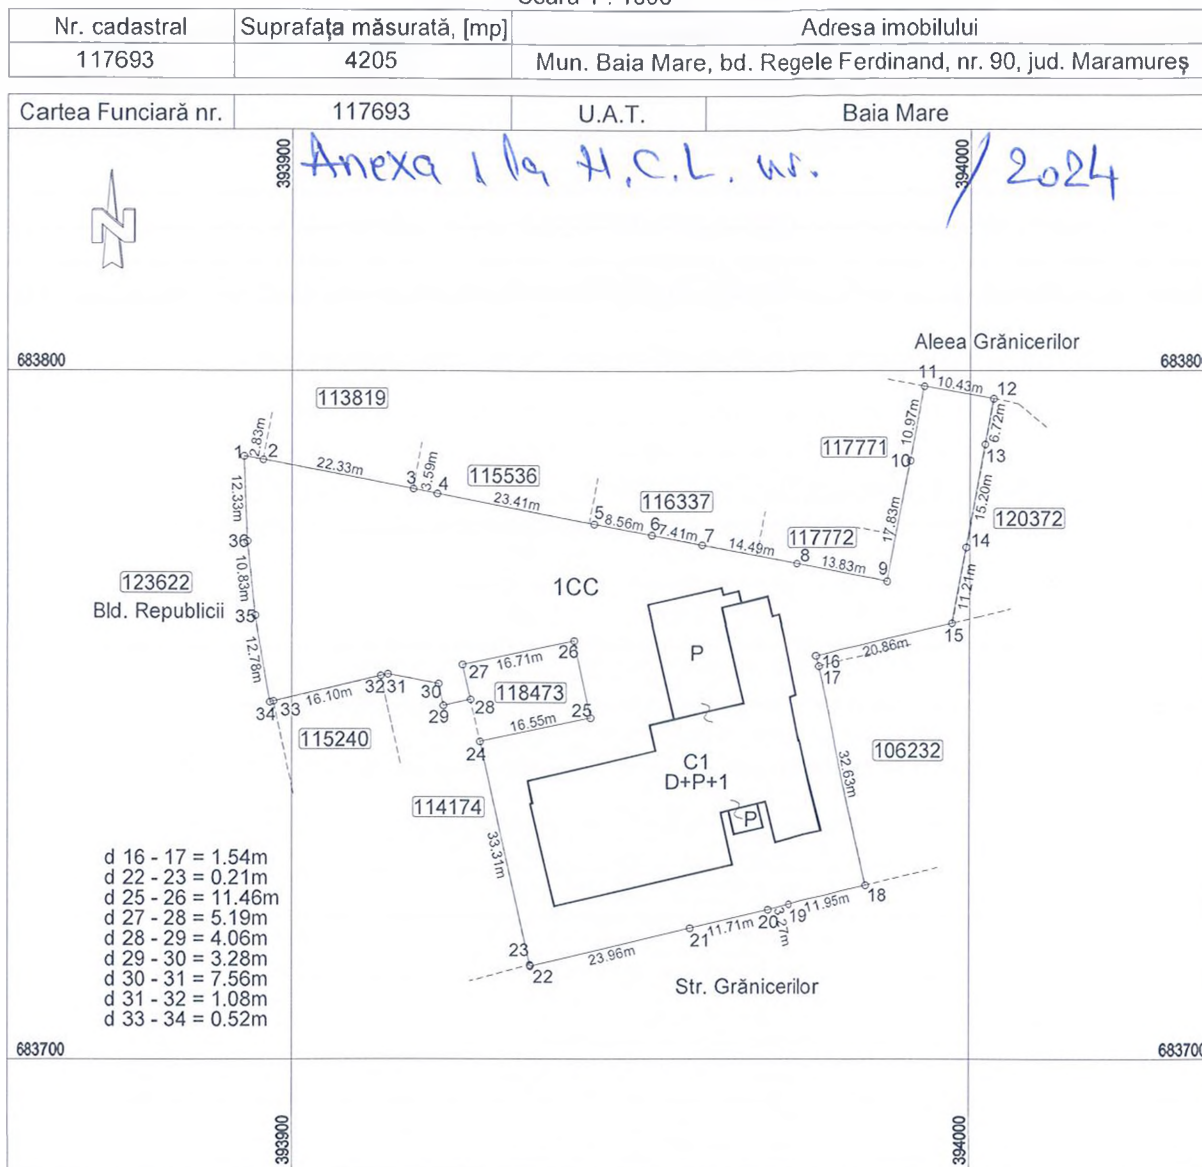 Nr. cadastral Suprafața măsurată, [mp] Adresa imobilului
117693 4205 Mun. Baia Mare, bd. Regele Ferdinand, nr. 90, jud. Maramureș
Cartea Funciară nr. 117693 U.A.T. Baia Mare
393900
Anexa 1 la H.C.L. nr. / 2024
394000
N
Aleea Grănicerilor
683800
683800
11
10.43m
12
113819
6.72m
10.97m
117771
10
13
1
2.83m
2
22.33m
3
3.59m
4
115536
23.41m
5
8.56m
116337
6
7.41m
7
14.49m
117772
8
13.83m
9
17.83m
15.20m
120372
14
12.33m
36
10.83m
123622
Bld. Republicii
35
12.78m
1CC
11.21m
15
20.86m
16
17
26
16.71m
27
P
34
33
16.10m
32
31
30
29
28
118473
25
16.55m
24
115240
106232
C1
D+P+1
32.63m
114174
P
33.31m
d 16 - 17 = 1.54m
d 22 - 23 = 0.21m
d 25 - 26 = 11.46m
d 27 - 28 = 5.19m
d 28 - 29 = 4.06m
d 29 - 30 = 3.28m
d 30 - 31 = 7.56m
d 31 - 32 = 1.08m
d 33 - 34 = 0.52m
18
11.95m
19
3.27m
20
11.71m
21
23.96m
23
22
Str. Grănicerilor
683700
683700
393900
394000